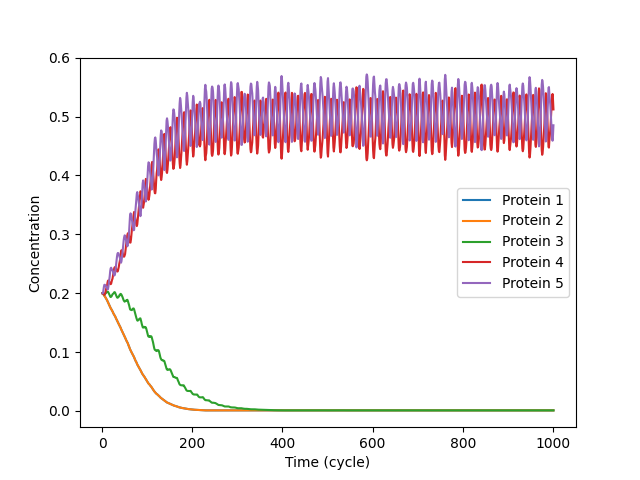 0.6
0.5
0.4
0.3
0.2
0.1
0.0
Concentration
0
200
400
600
800
1000
Time (cycle)
Protein 1
Protein 2
Protein 3
Protein 4
Protein 5